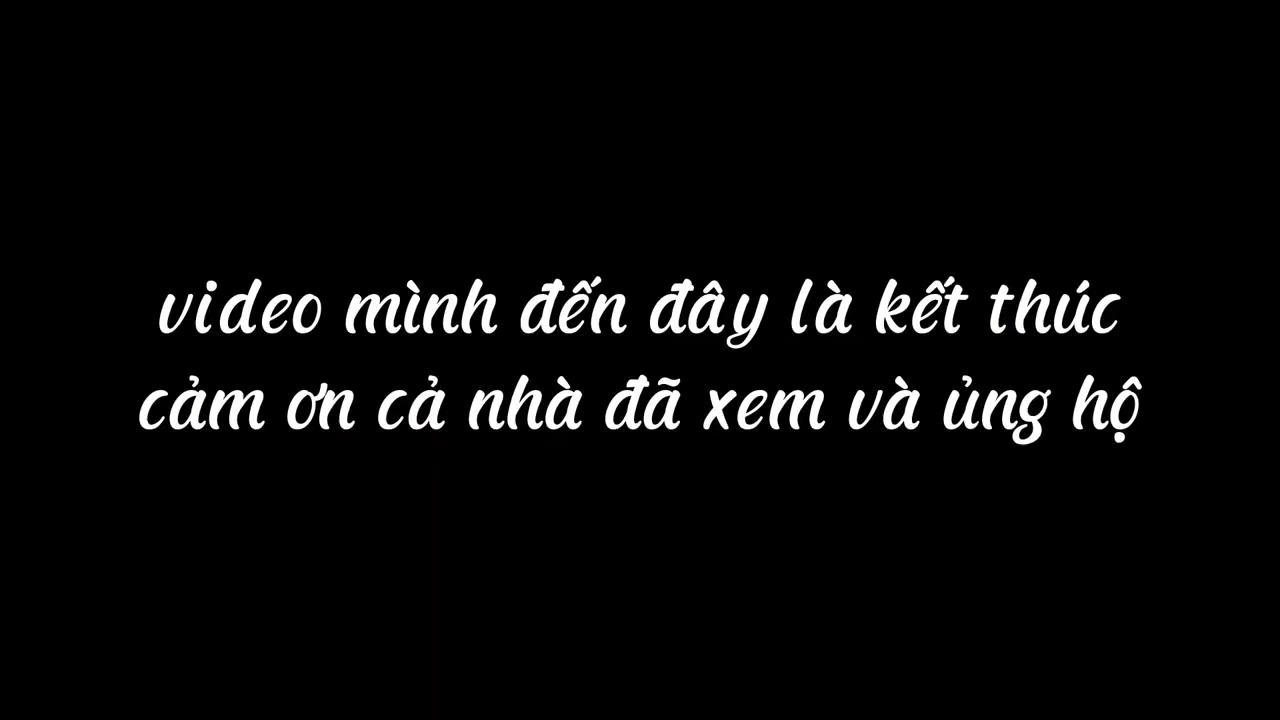 video mình đến đây là kết thúc
cảm ơn cả nhà đã xem và ủng hộ